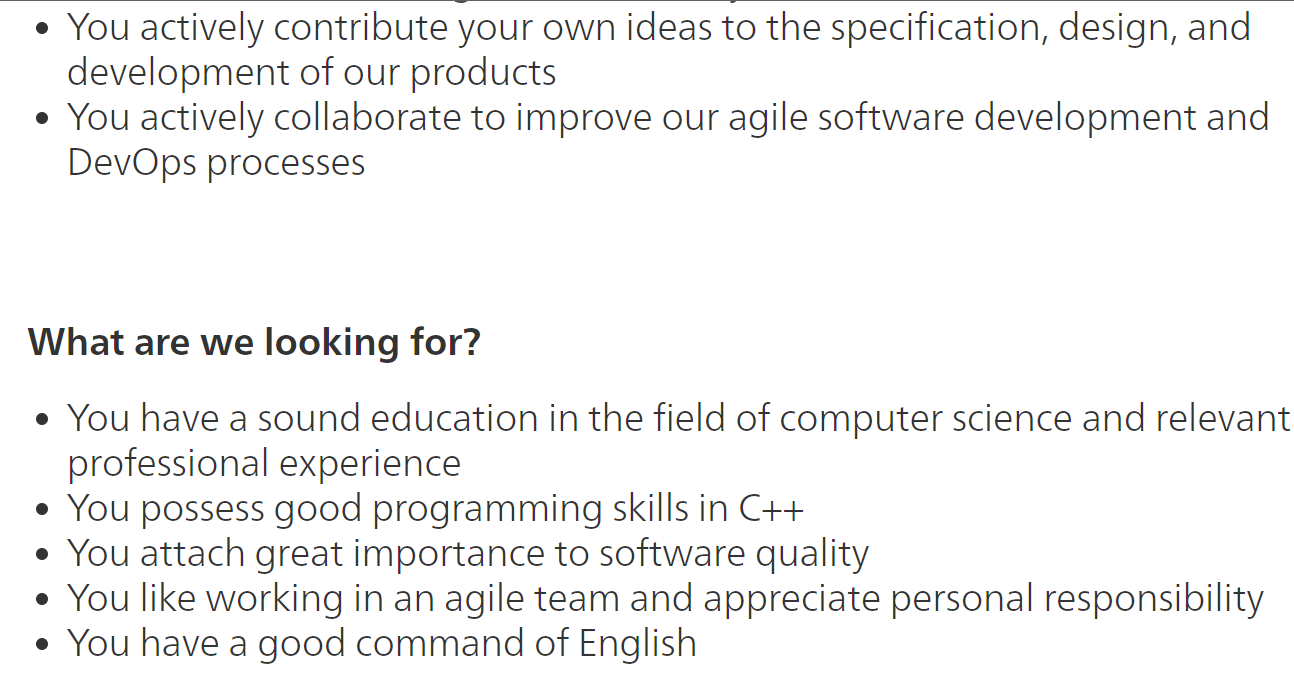 • You actively contribute your own ideas to the specification, design, and
development of our products
• You actively collaborate to improve our agile software development and
DevOps processes
What are we looking for?
• You have a sound education in the field of computer science and relevant
professional experience
• You possess good programming skills in C++
• You attach great importance to software quality
• You like working in an agile team and appreciate personal responsibility
• You have a good command of English